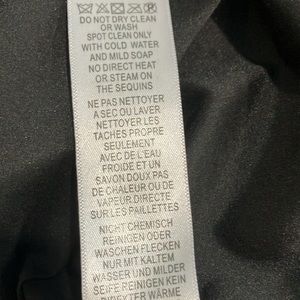 DO NOT DRY CLEAN
OR WASH
SPOT CLEAN ONLY
WITH COLD WATER
AND MILD SOAP
NO DIRECT HEAT
OR STEAM ON
THE SEQUINS
NE PAS NETTOYER
A SEC OU LAVER
NETTOYER LES
TACHES PROPRE
SEULEMENT
AVEC DE L'EAU
FROIDE ET UN
SAVON DOUX PAS
DE CHALEUR OU DE
VAPEUR DIRECTE
SUR LES PAILLETTES
NICHT CHEMISCH
REINIGEN ODER
WASCHEN FLECKEN
NUR MIT KALTEM
WASSER UND MILDER
SEIFE REINIGEN KEIN
DIREKTER WÄRME